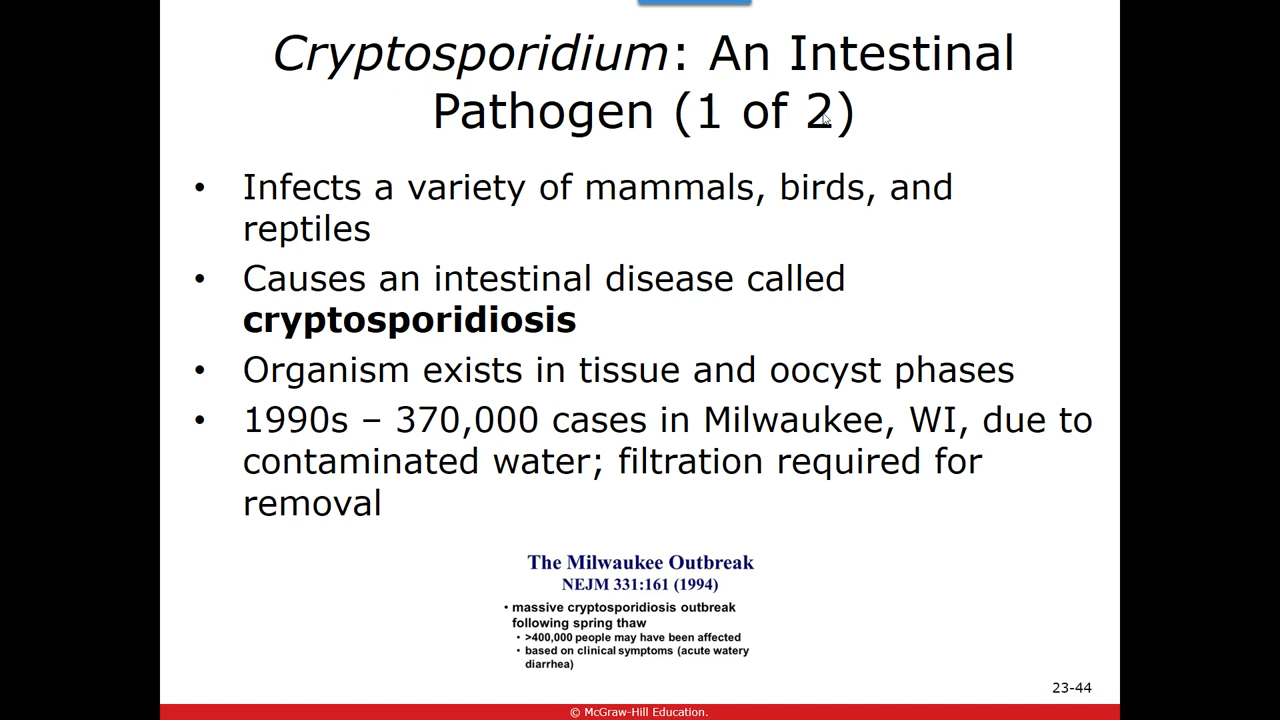 Cryptosporidium: An Intestinal
Pathogen (1 of 2)
• Infects a variety of mammals, birds, and
reptiles
• Causes an intestinal disease called
cryptosporidiosis
• Organism exists in tissue and oocyst phases
• 1990s – 370,000 cases in Milwaukee, WI, due to
contaminated water; filtration required for
removal
The Milwaukee Outbreak
NEJM 331:161 (1994)
• massive cryptosporidiosis outbreak
following spring thaw
• >400,000 people may have been affected
• based on clinical symptoms (acute watery
diarrhea)
23-44
© McGraw-Hill Education.